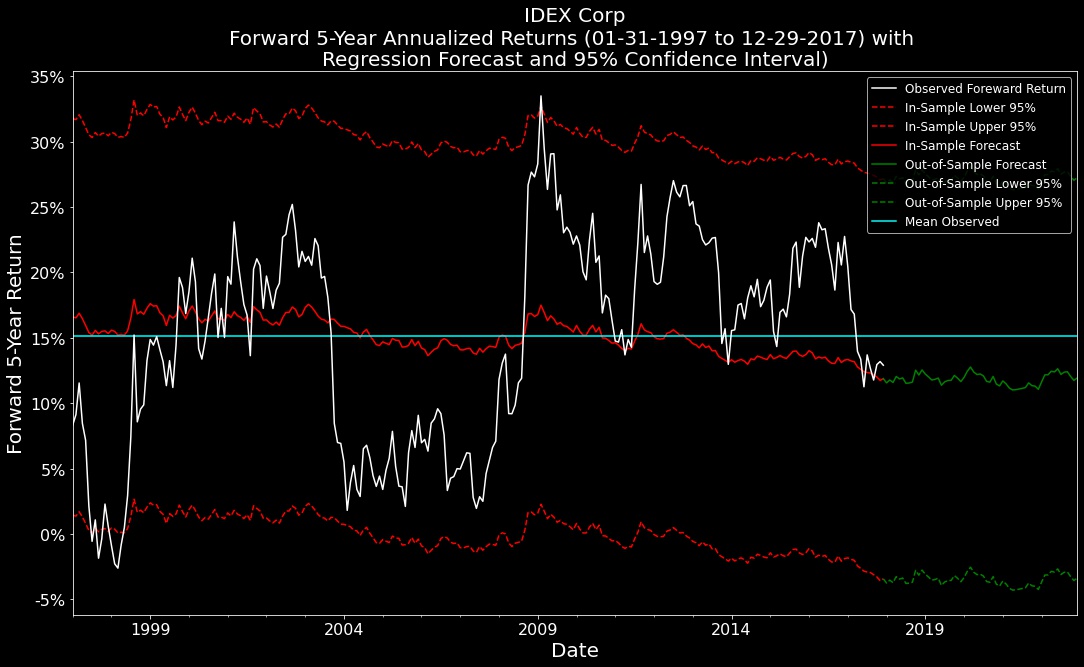 IDEX Corp
Forward 5-Year Annualized Returns (01-31-1997 to 12-29-2017) with
Regression Forecast and 95% Confidence Interval)
35%
30%
25%
20%
15%
10%
5%
0%
-5%
Forward 5-Year Return
Observed Foreward Return
In-Sample Lower 95%
In-Sample Upper 95%
In-Sample Forecast
Out-of-Sample Forecast
Out-of-Sample Lower 95%
Out-of-Sample Upper 95%
Mean Observed
1999
2004
2009
2014
2019
Date